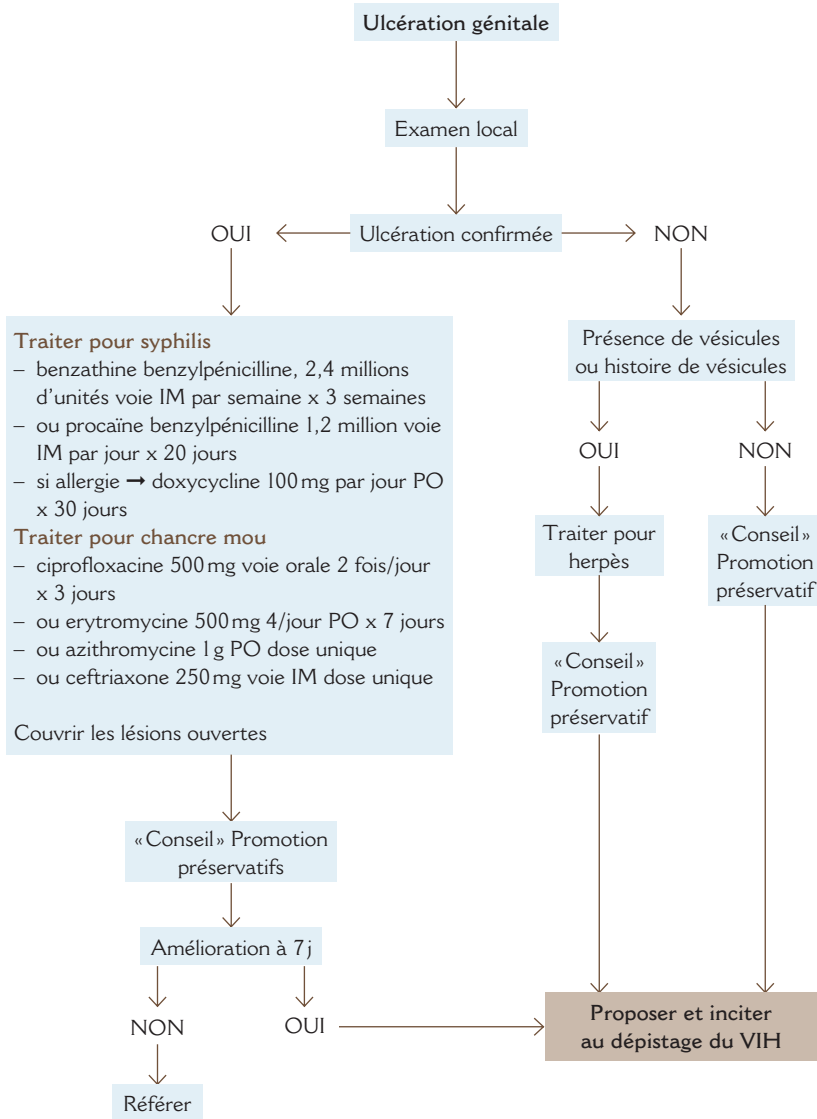 Ulcération génitale
Examen local
OUI
Ulcération confirmée
NON
Traiter pour syphilis
– benzathine benzylpénicilline, 2,4 millions
d'unités voie IM par semaine x 3 semaines
– ou procaïne benzylpénicilline 1,2 million voie
IM par jour x 20 jours
– si allergie ➞ doxycycline 100 mg par jour PO
x 30 jours
Traiter pour chancre mou
– ciprofloxacine 500 mg voie orale 2 fois/jour
x 3 jours
– ou erytromycine 500 mg 4/jour PO x 7 jours
– ou azithromycine 1 g PO dose unique
– ou ceftriaxone 250 mg voie IM dose unique
Couvrir les lésions ouvertes
«Conseil» Promotion
préservatifs
Amélioration à 7 j
NON
OUI
Référer
Présence de vésicules
ou histoire de vésicules
OUI
NON
Traiter pour
herpès
«Conseil»
Promotion
préservatif
«Conseil»
Promotion
préservatif
Proposer et inciter
au dépistage du VIH